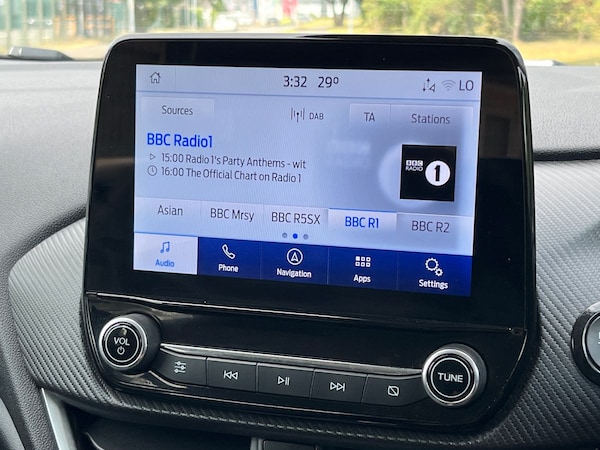 3:32 29° LO
Sources DAB TA Stations
BBC Radio1
15:00 Radio 1's Party Anthems - wit
16:00 The Official Chart on Radio 1
BBC
RADIO 1
Asian BBC Mrsy BBC R5SX BBC R1 BBC R2
Audio Phone Navigation Apps Settings
VOL
TUNE